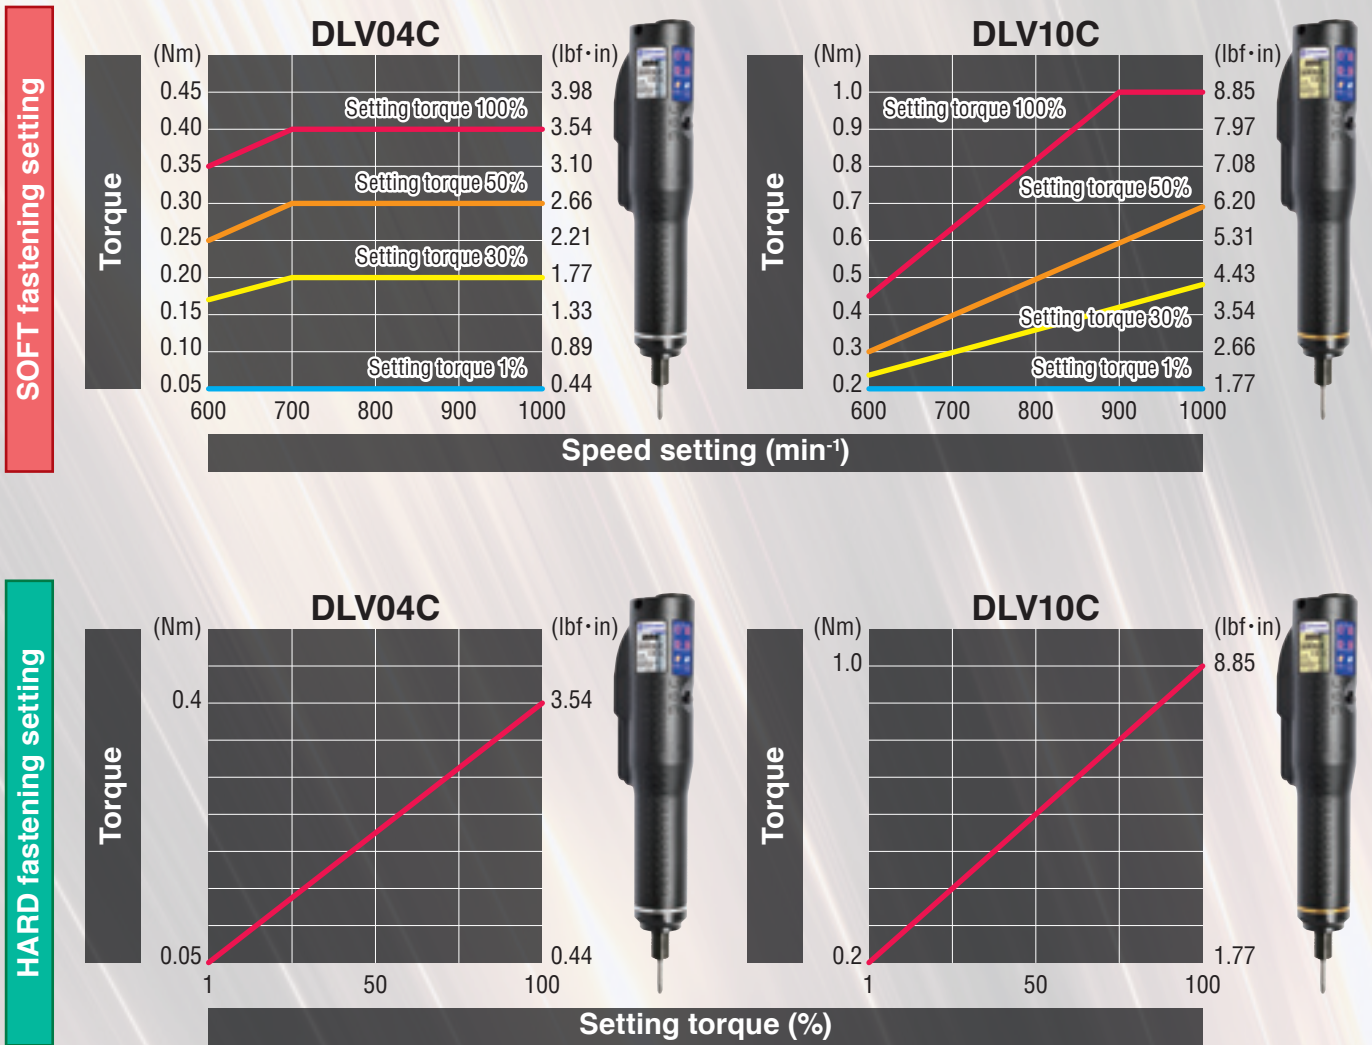 SOFT fastening setting
DLV04C
(Nm)
(lbf·in)
Torque
0.45
0.40
0.35
0.30
0.25
0.20
0.15
0.10
0.05
3.98
3.54
3.10
2.66
2.21
1.77
1.33
0.89
0.44
Setting torque 100%
Setting torque 50%
Setting torque 30%
Setting torque 1%
600 700 800 900 1000
DLV10C
(Nm)
(lbf·in)
Torque
1.0
0.9
0.8
0.7
0.6
0.5
0.4
0.3
0.2
8.85
7.97
7.08
6.20
5.31
4.43
3.54
2.66
1.77
Setting torque 100%
Setting torque 50%
Setting torque 30%
Setting torque 1%
600 700 800 900 1000
Speed setting (min-1)
HARD fastening setting
DLV04C
(Nm)
(lbf·in)
Torque
0.4
0.05
3.54
0.44
1 50 100
DLV10C
(Nm)
(lbf·in)
Torque
1.0
0.2
8.85
1.77
1 50 100
Setting torque (%)